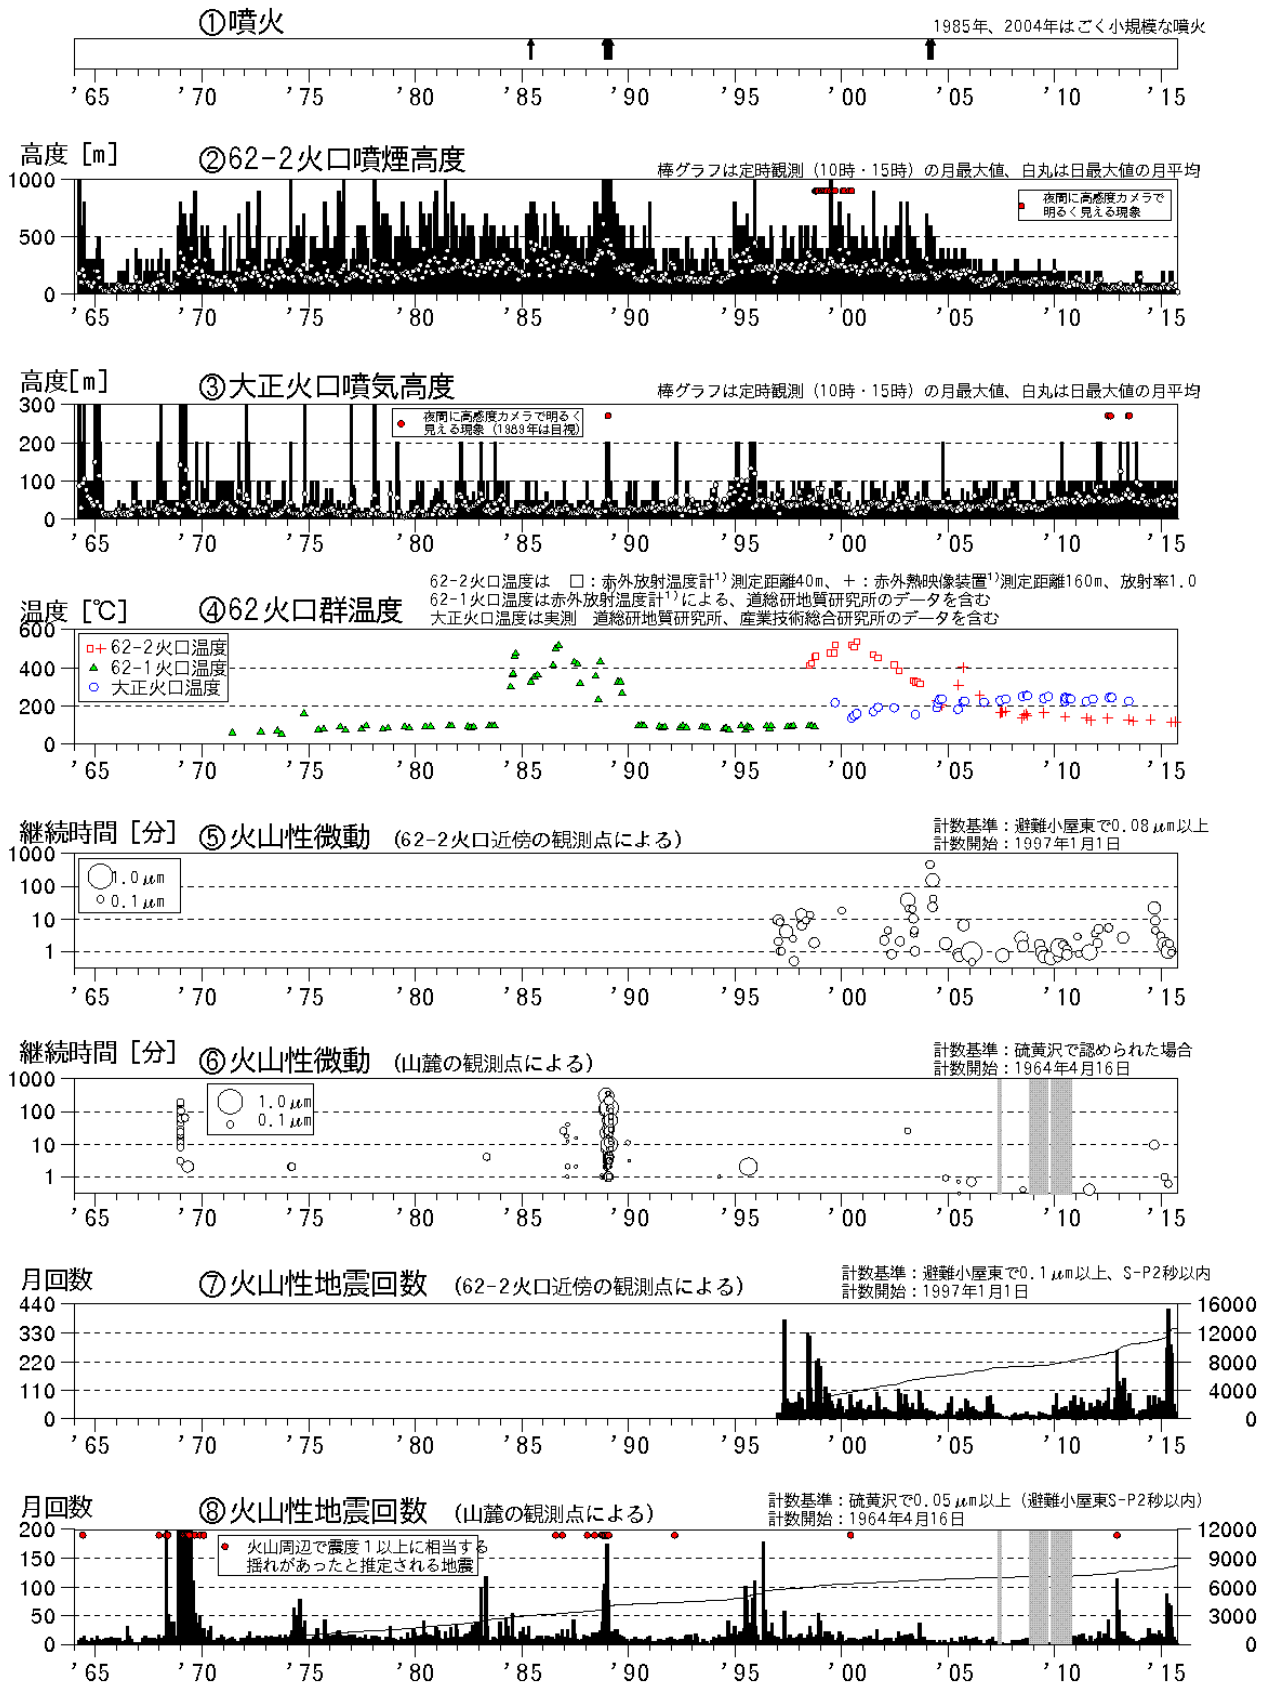 ①噴火
1985年、2004年はごく小規模な噴火
'65 '70 '75 '80 '85 '90 '95 '00 '05 '10 '15
高度 [m]
②62-2火口噴煙高度
棒グラフは定時観測 (10時・15時) の月最大値、白丸は日最大値の月平均
1000
夜間に高感度カメラで
明るく見える現象
500
0
'65 '70 '75 '80 '85 '90 '95 '00 '05 '10 '15
高度[m]
③大正火口噴気高度
棒グラフは定時観測 (10時・15時) の月最大値、白丸は日最大値の月平均
300
夜間に高感度カメラで明るく
見える現象 (1989年は目視)
200
100
0
'65 '70 '75 '80 '85 '90 '95 '00 '05 '10 '15
62-2火口温度は □：赤外放射温度計1) 測定距離40m、＋：赤外熱映像装置1)測定距離160m、放射率1.0
62-1火口温度は赤外放射温度計1)による、道総研地質研究所のデータを含む
大正火口温度は実測 道総研地質研究所、産業技術総合研究所のデータを含む
温度 [℃]
④62火口群温度
600
62-2火口温度
400
62-1火口温度
大正火口温度
200
0
'65 '70 '75 '80 '85 '90 '95 '00 '05 '10 '15
継続時間 [分]
⑤火山性微動 (62-2火口近傍の観測点による)
計数基準：避難小屋東で0.08μm以上
計数開始：1997年1月1日
1000
1.0μm
100
0.1μm
10
1
'65 '70 '75 '80 '85 '90 '95 '00 '05 '10 '15
継続時間 [分]
⑥火山性微動 (山麓の観測点による)
計数基準：硫黄沢で認められた場合
計数開始：1964年4月16日
1000
1.0μm
100
0.1μm
10
1
'65 '70 '75 '80 '85 '90 '95 '00 '05 '10 '15
月回数
⑦火山性地震回数 (62-2火口近傍の観測点による)
計数基準：避難小屋東で0.1μm以上、S-P2秒以内
計数開始：1997年1月1日
440 16000
330 12000
220 8000
110 4000
0 0
'65 '70 '75 '80 '85 '90 '95 '00 '05 '10 '15
月回数
⑧火山性地震回数 (山麓の観測点による)
計数基準：硫黄沢で0.05μm以上 (避難小屋東S-P2秒以内)
計数開始：1964年4月16日
200 12000
火山周辺で震度１以上に相当する
揺れがあったと推定される地震
150 9000
100 6000
50 3000
0 0
'65 '70 '75 '80 '85 '90 '95 '00 '05 '10 '15